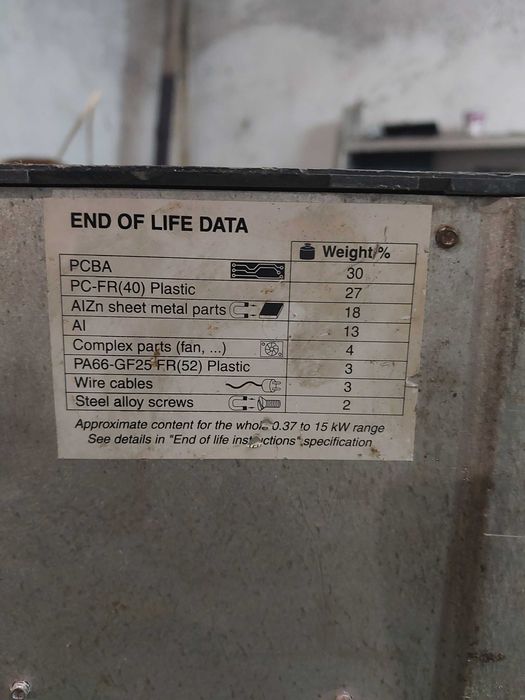 END OF LIFE DATA
Weight/%
PCBA 30
PC-FR(40) Plastic 27
AlZn sheet metal parts 18
Al 13
Complex parts (fan, ...) 4
PA66-GF25 FR(52) Plastic 3
Wire cables 3
Steel alloy screws 2
Approximate content for the whole 0.37 to 15 kW range
See details in "End of life instructions" specification